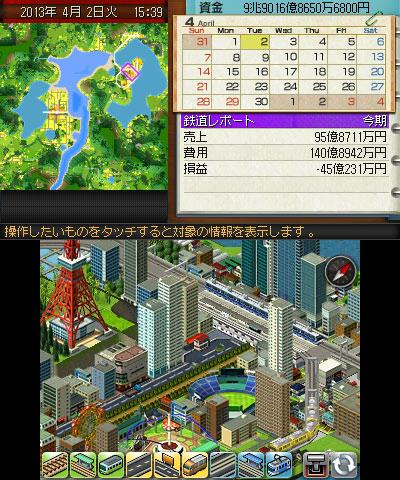 2013年 4月 2日火 15:39
資金 9兆9016億8650万6800円
4 April
Sun Mon Tue Wed Thu Fri Sat
31 1 2 3 4 5 6
7 8 9 10 11 12 13
14 15 16 17 18 19 20
21 22 23 24 25 26 27
28 29 30 1 2 3 4
鉄道レポート 今期
売上 95億8711万円
費用 140億8942万円
損益 -45億231万円
操作したいものをタッチすると対象の情報を表示します。